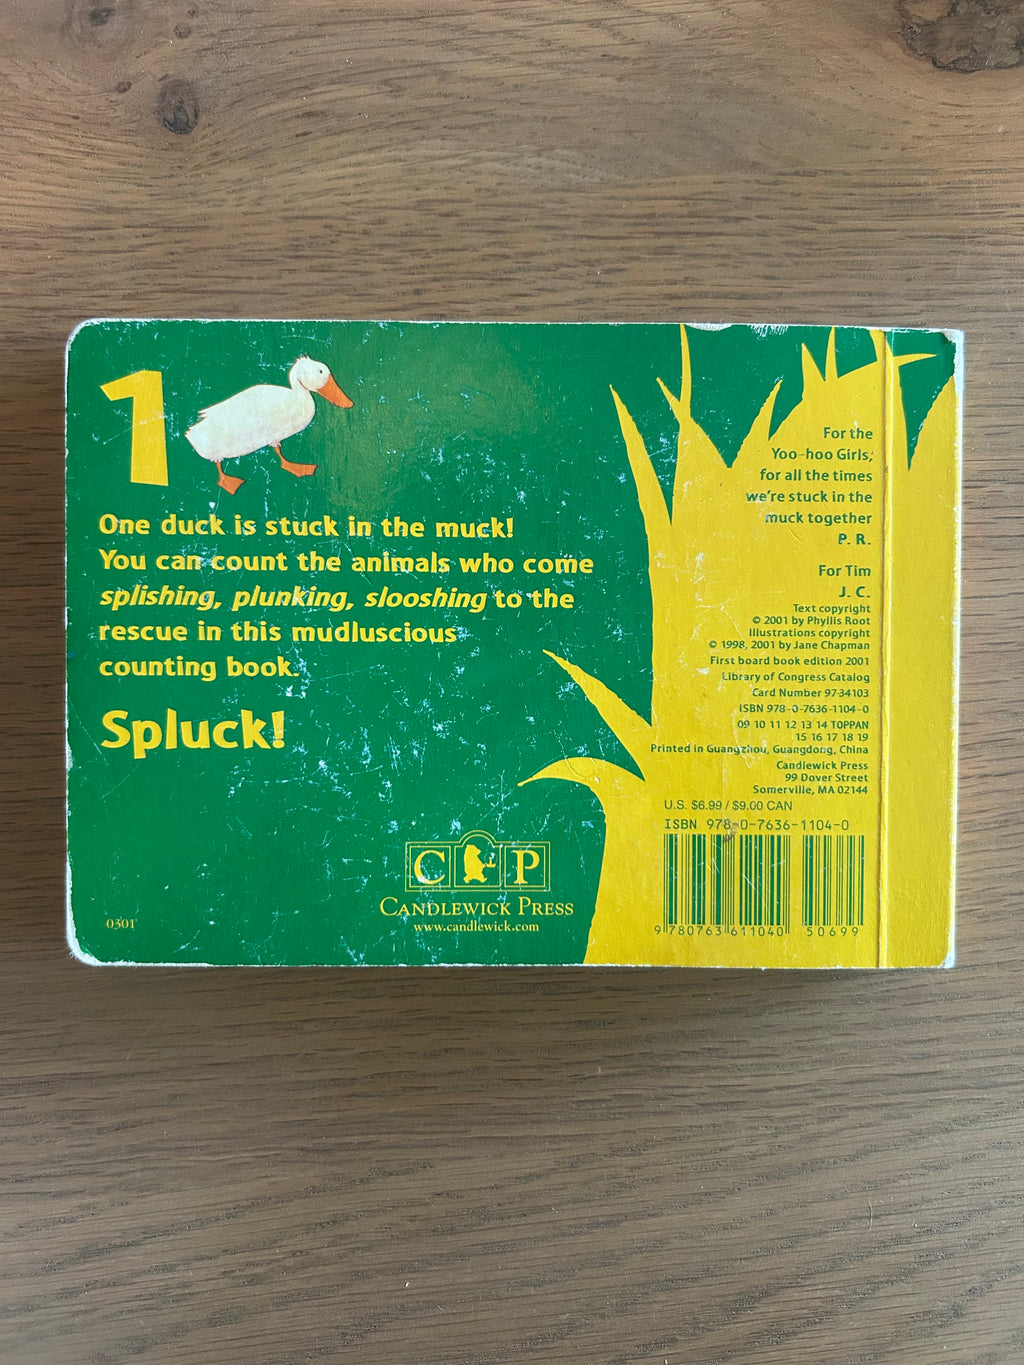 1
One duck is stuck in the muck!
You can count the animals who come
splishing, plunking, slooshing to the
rescue in this mudluscious
counting book.
Spluck!
0301
C P
CANDLEWICK PRESS
www.candlewick.com
For the
Yoo-hoo Girls,
for all the times
we're stuck in the
muck together
P. R.
For Tim
J. C.
Text copyright
© 2001 by Phyllis Root
Illustrations copyright
© 1998, 2001 by Jane Chapman
First board book edition 2001
Library of Congress Catalog
Card Number 97-34103
ISBN 978-0-7636-1104-0
09 10 11 12 13 14 TOPPAN
15 16 17 18 19
Printed in Guangzhou, Guangdong, China
Candlewick Press
99 Dover Street
Somerville, MA 02144
U.S. $6.99 / $9.00 CAN
ISBN 978-0-7636-1104-0
9 780763 611040 50699